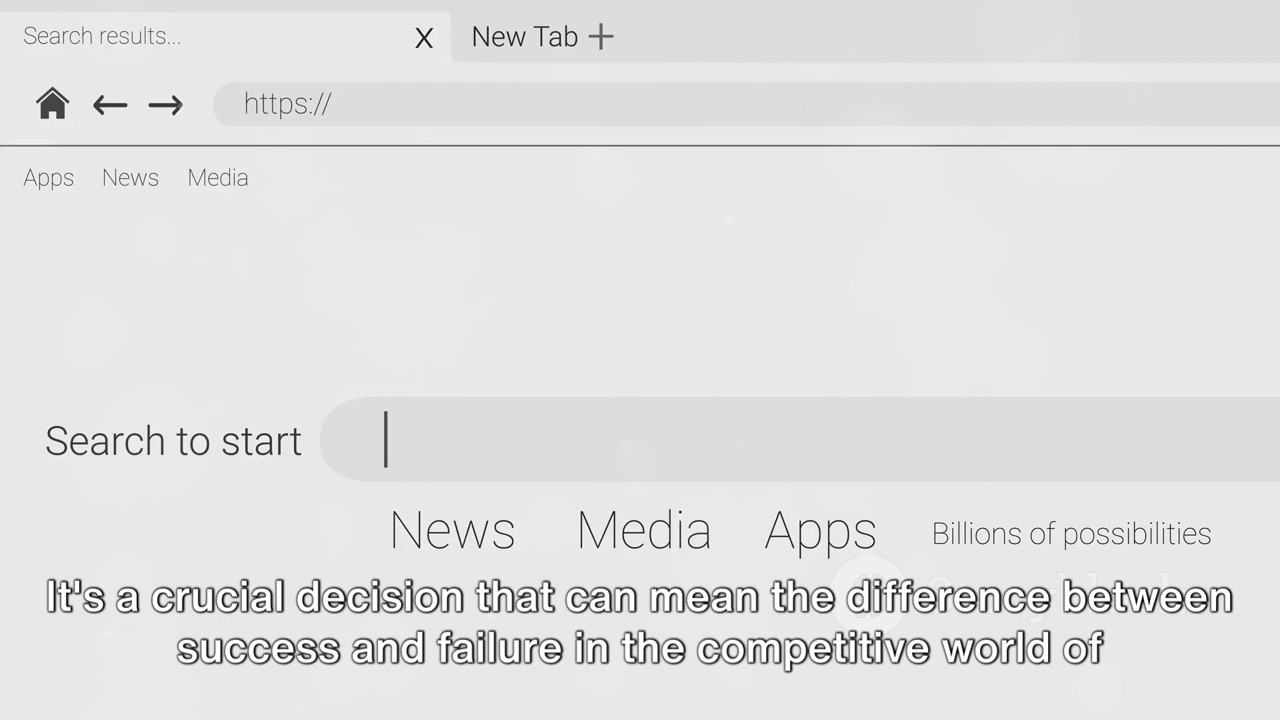 Search results... X New Tab +
https://
Apps News Media
Search to start
News Media Apps Billions of possibilities
It's a crucial decision that can mean the difference between
success and failure in the competitive world of